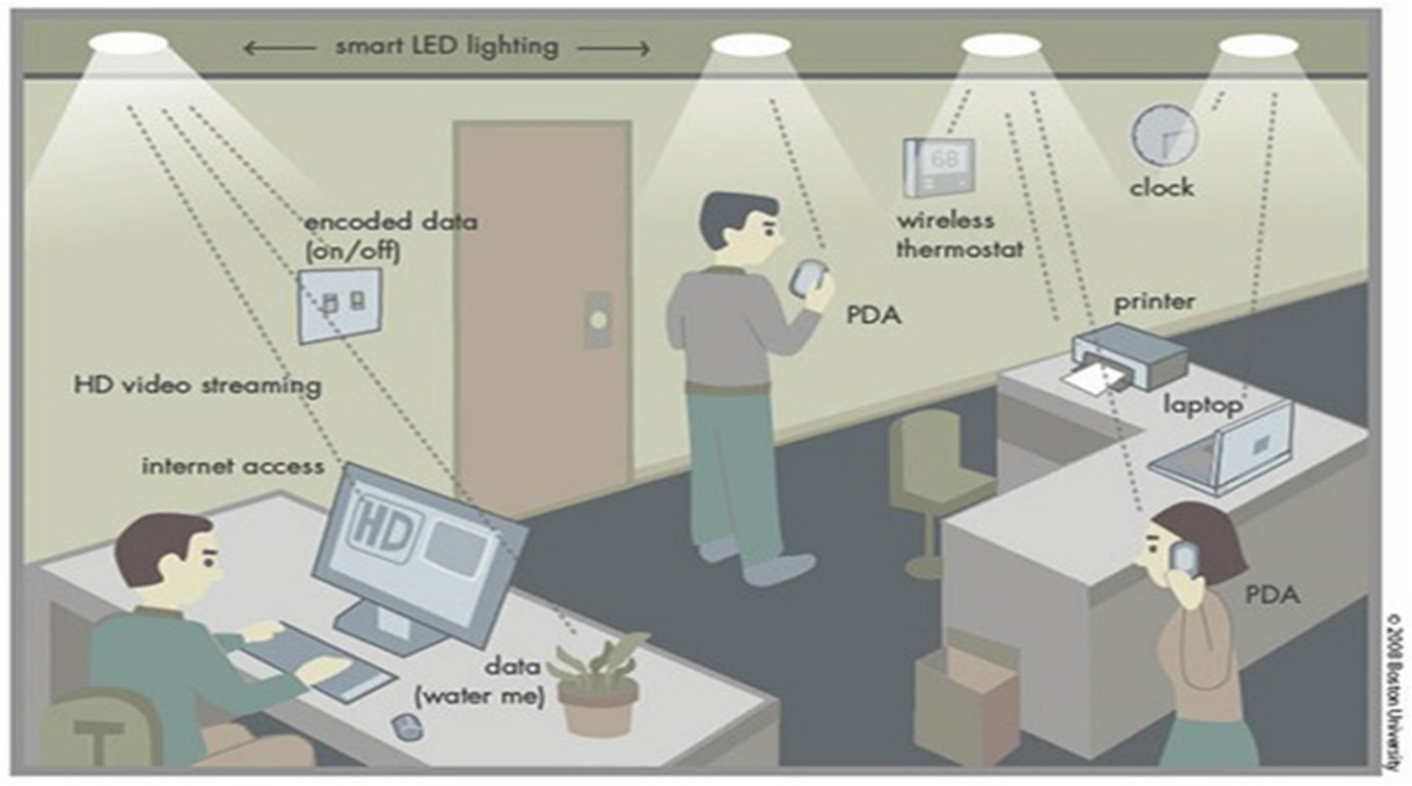 smart LED lighting
encoded data
(on/off)
68
clock
wireless
thermostat
PDA
printer
HD video streaming
laptop
internet access
HD
PDA
data
(water me)
© 2008 Boston University